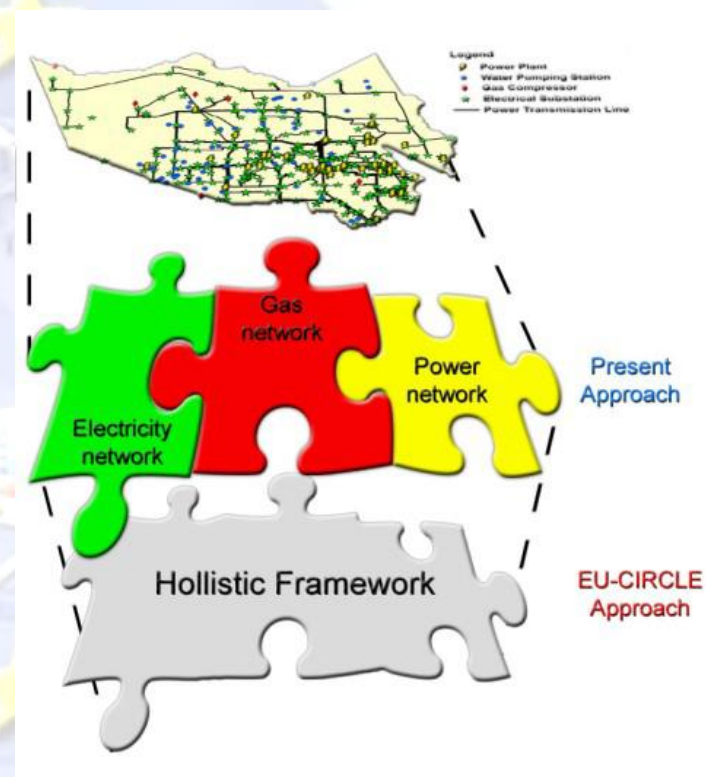 Legend
Power Plant
Water Pumping Station
Gas Compressor
Electrical Substation
Power Transmission Line
Gas
network
Power
network
Present
Approach
Electricity
network
Hollistic Framework
EU-CIRCLE
Approach